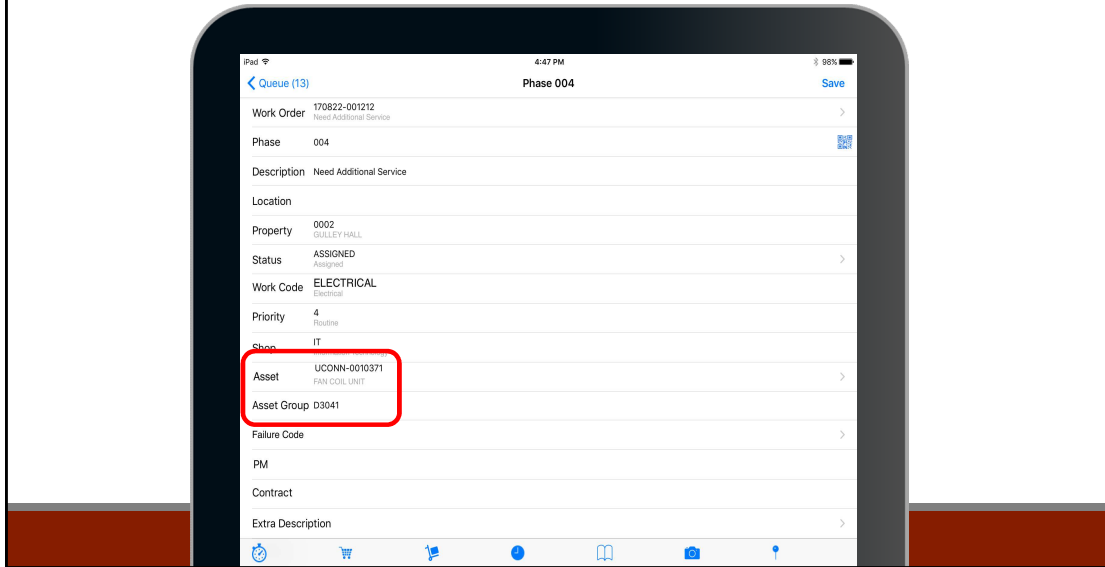 iPad 4:47 PM 98%
Queue (13) Phase 004 Save
Work Order 170822-001212
Need Additional Service
Phase 004
Description Need Additional Service
Location
Property 0002
GULLEY HALL
Status ASSIGNED
Assigned
Work Code ELECTRICAL
Electrical
Priority 4
Routine
Shop IT
Information Technology
Asset UCONN-0010371
FAN COIL UNIT
Asset Group D3041
Failure Code
PM
Contract
Extra Description